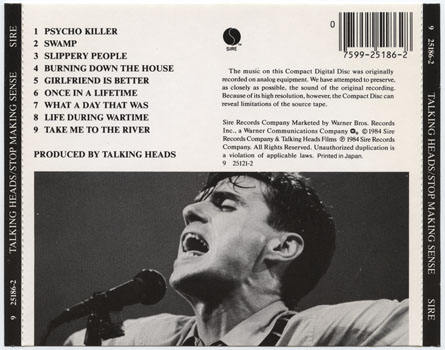 9 25186-2 TALKING HEADS/STOP MAKING SENSE SIRE
1 PSYCHO KILLER
2 SWAMP
3 SLIPPERY PEOPLE
4 BURNING DOWN THE HOUSE
5 GIRLFRIEND IS BETTER
6 ONCE IN A LIFETIME
7 WHAT A DAY THAT WAS
8 LIFE DURING WARTIME
9 TAKE ME TO THE RIVER
PRODUCED BY TALKING HEADS
SIRE
0
7599-25186-2
The music on this Compact Digital Disc was originally
recorded on analog equipment. We have attempted to preserve,
as closely as possible, the sound of the original recording.
Because of its high resolution, however, the Compact Disc can
reveal limitations of the source tape.
Sire Records Company Marketed by Warner Bros. Records
Inc., a Warner Communications Company ©1984 Sire
Records Company & Talking Heads Films ℗ 1984 Sire Records
Company. All Rights Reserved. Unauthorized duplication is
a violation of applicable laws. Printed in Japan.
9 25121-2
9 25186-2 TALKING HEADS/STOP MAKING SENSE SIRE